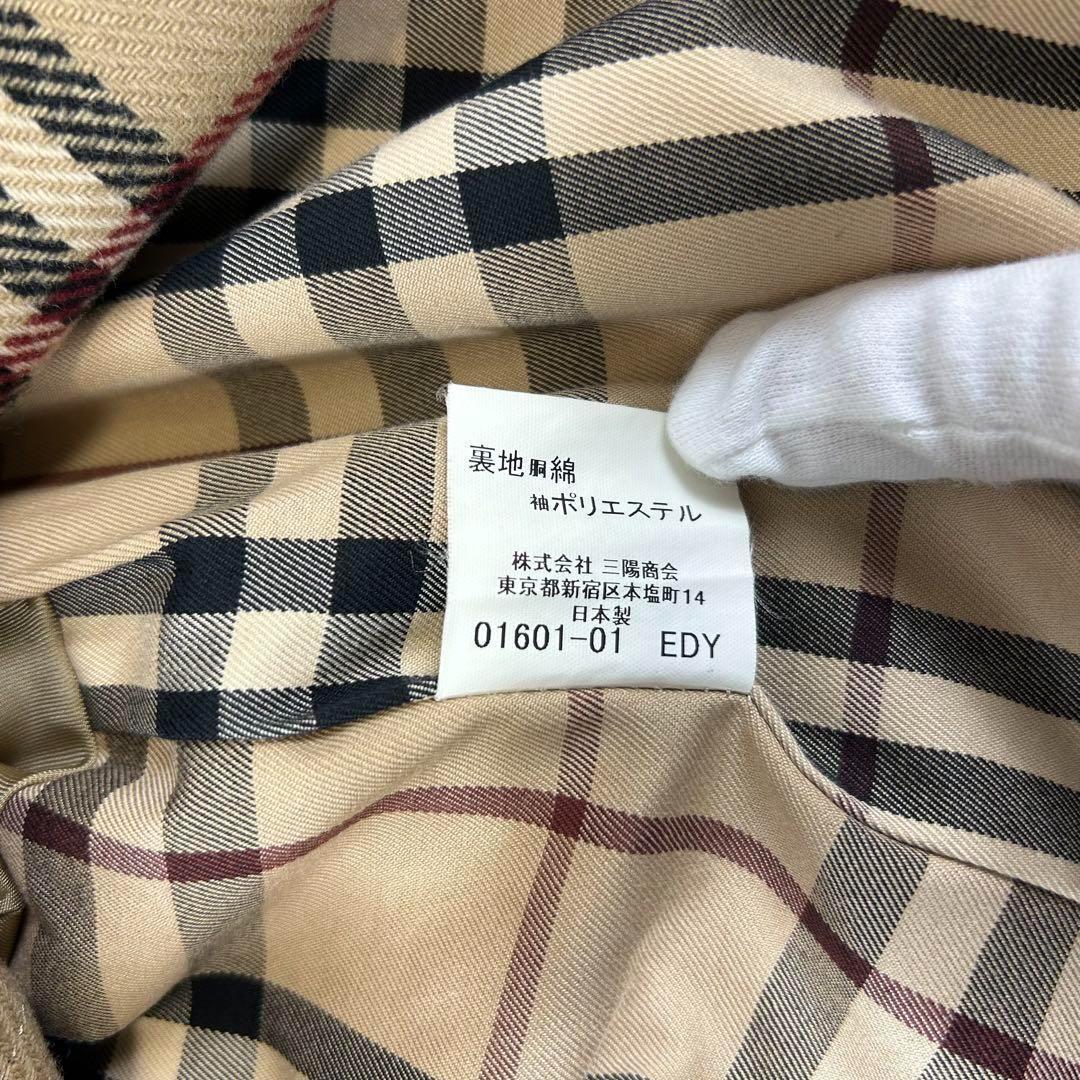 裏地胴綿
袖ポリエステル
株式会社 三陽商会
東京都新宿区本塩町14
日本製
01601-01 EDY